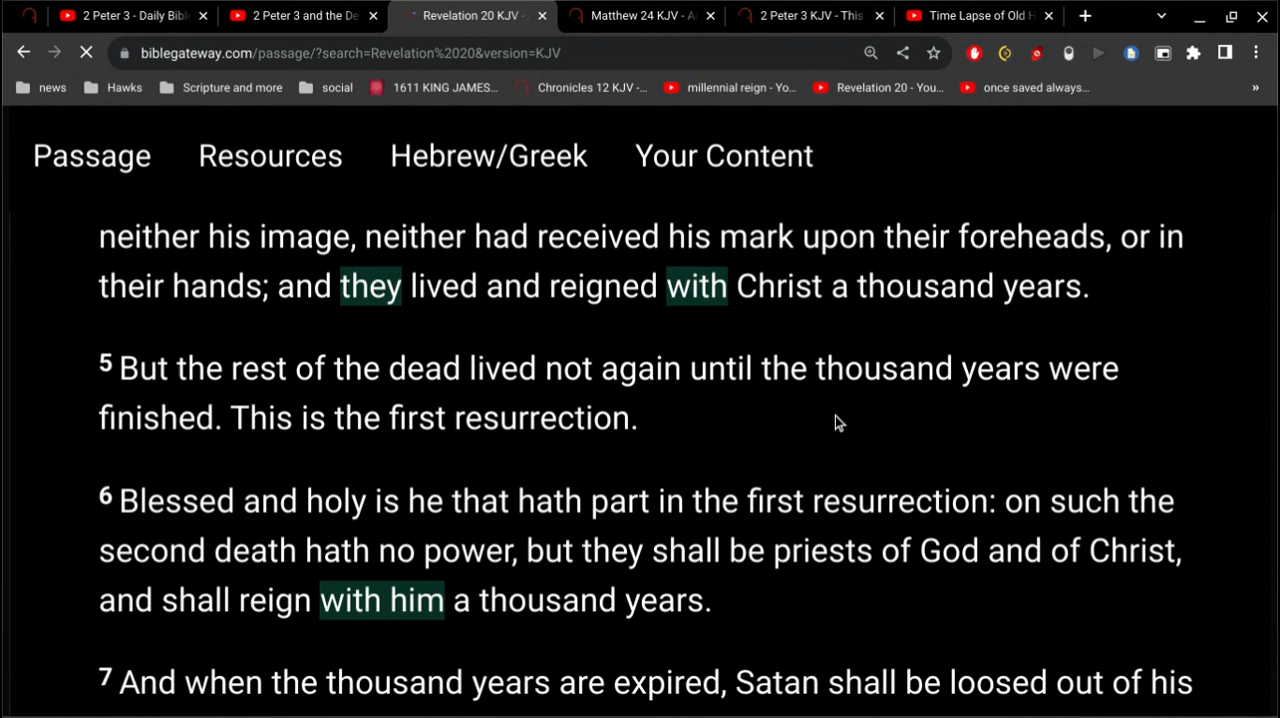 2 Peter 3 - Daily Bibl
2 Peter 3 and the De
Revelation 20 KJV -
Matthew 24 KJV - A
2 Peter 3 KJV - This
Time Lapse of Old H
biblegateway.com/passage/?search=Revelation%2020&version=KJV
news
Hawks
Scripture and more
social
1611 KING JAMES...
Chronicles 12 KJV -...
millennial reign - Yo...
Revelation 20 - You...
once saved always...
»
Passage
Resources
Hebrew/Greek
Your Content
neither his image, neither had received his mark upon their foreheads, or in
their hands; and they lived and reigned with Christ a thousand years.
5 But the rest of the dead lived not again until the thousand years were
finished. This is the first resurrection.
6 Blessed and holy is he that hath part in the first resurrection: on such the
second death hath no power, but they shall be priests of God and of Christ,
and shall reign with him a thousand years.
7 And when the thousand years are expired, Satan shall be loosed out of his